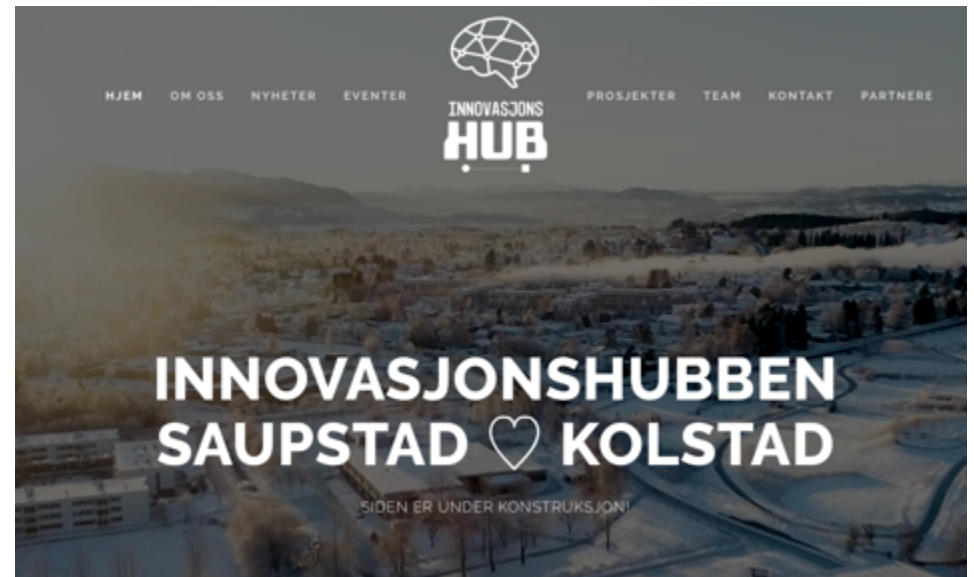 HJEM
OM OSS
NYHETER
EVENTER
INNOVASJONS
HUB
PROSJEKTER
TEAM
KONTAKT
PARTNERE
INNOVASJONSHUBBEN
SAUPSTAD ♡ KOLSTAD
SIDEN ER UNDER KONSTRUKSJON!